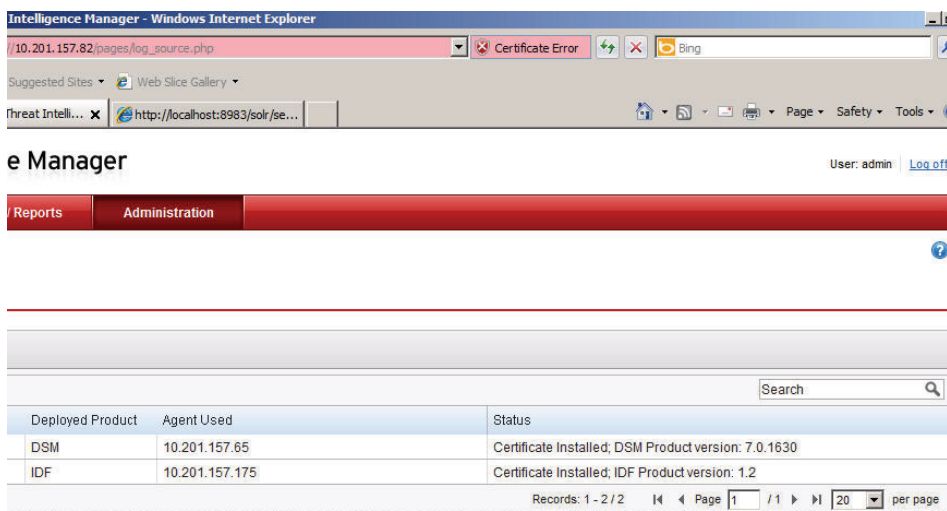 Intelligence Manager - Windows Internet Explorer
//10.201.157.82/pages/log_source.php Certificate Error Bing
Suggested Sites Web Slice Gallery
Threat Intelli... http://localhost:8983/solr/se... Page Safety Tools
e Manager User: admin Log off
/ Reports Administration
Search
Deployed Product Agent Used Status
DSM 10.201.157.65 Certificate Installed; DSM Product version: 7.0.1630
IDF 10.201.157.175 Certificate Installed; IDF Product version: 1.2
Records: 1 - 2 / 2 Page 1 / 1 20 per page